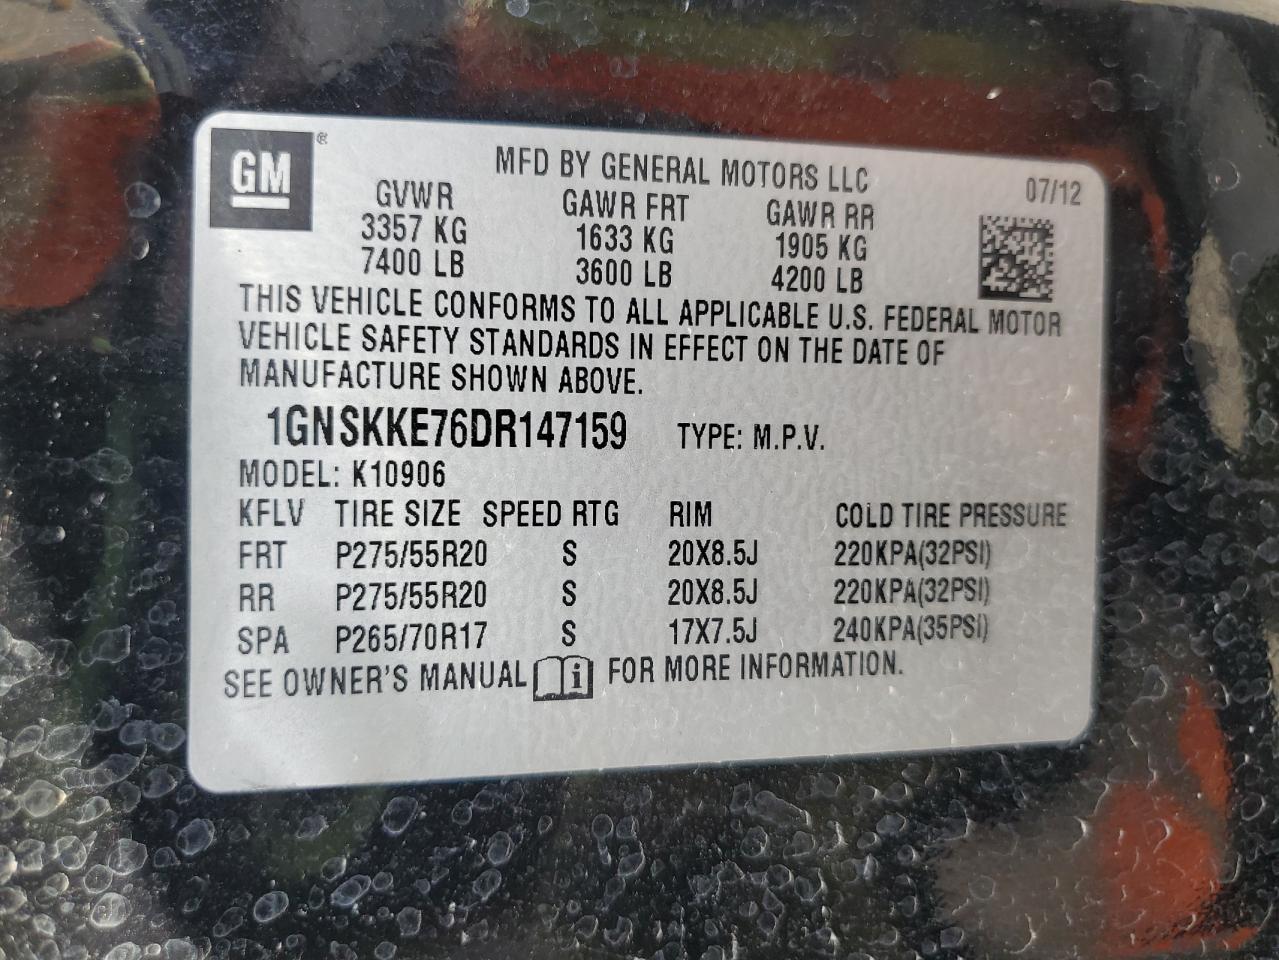 GM ®
MFD BY GENERAL MOTORS LLC 07/12
GVWR GAWR FRT GAWR RR
3357 KG 1633 KG 1905 KG
7400 LB 3600 LB 4200 LB
THIS VEHICLE CONFORMS TO ALL APPLICABLE U.S. FEDERAL MOTOR
VEHICLE SAFETY STANDARDS IN EFFECT ON THE DATE OF
MANUFACTURE SHOWN ABOVE.
1GNSKKE76DR147159 TYPE: M.P.V.
MODEL: K10906
KFLV TIRE SIZE SPEED RTG RIM COLD TIRE PRESSURE
FRT P275/55R20 S 20X8.5J 220KPA(32PSI)
RR P275/55R20 S 20X8.5J 220KPA(32PSI)
SPA P265/70R17 S 17X7.5J 240KPA(35PSI)
SEE OWNER'S MANUAL i FOR MORE INFORMATION.